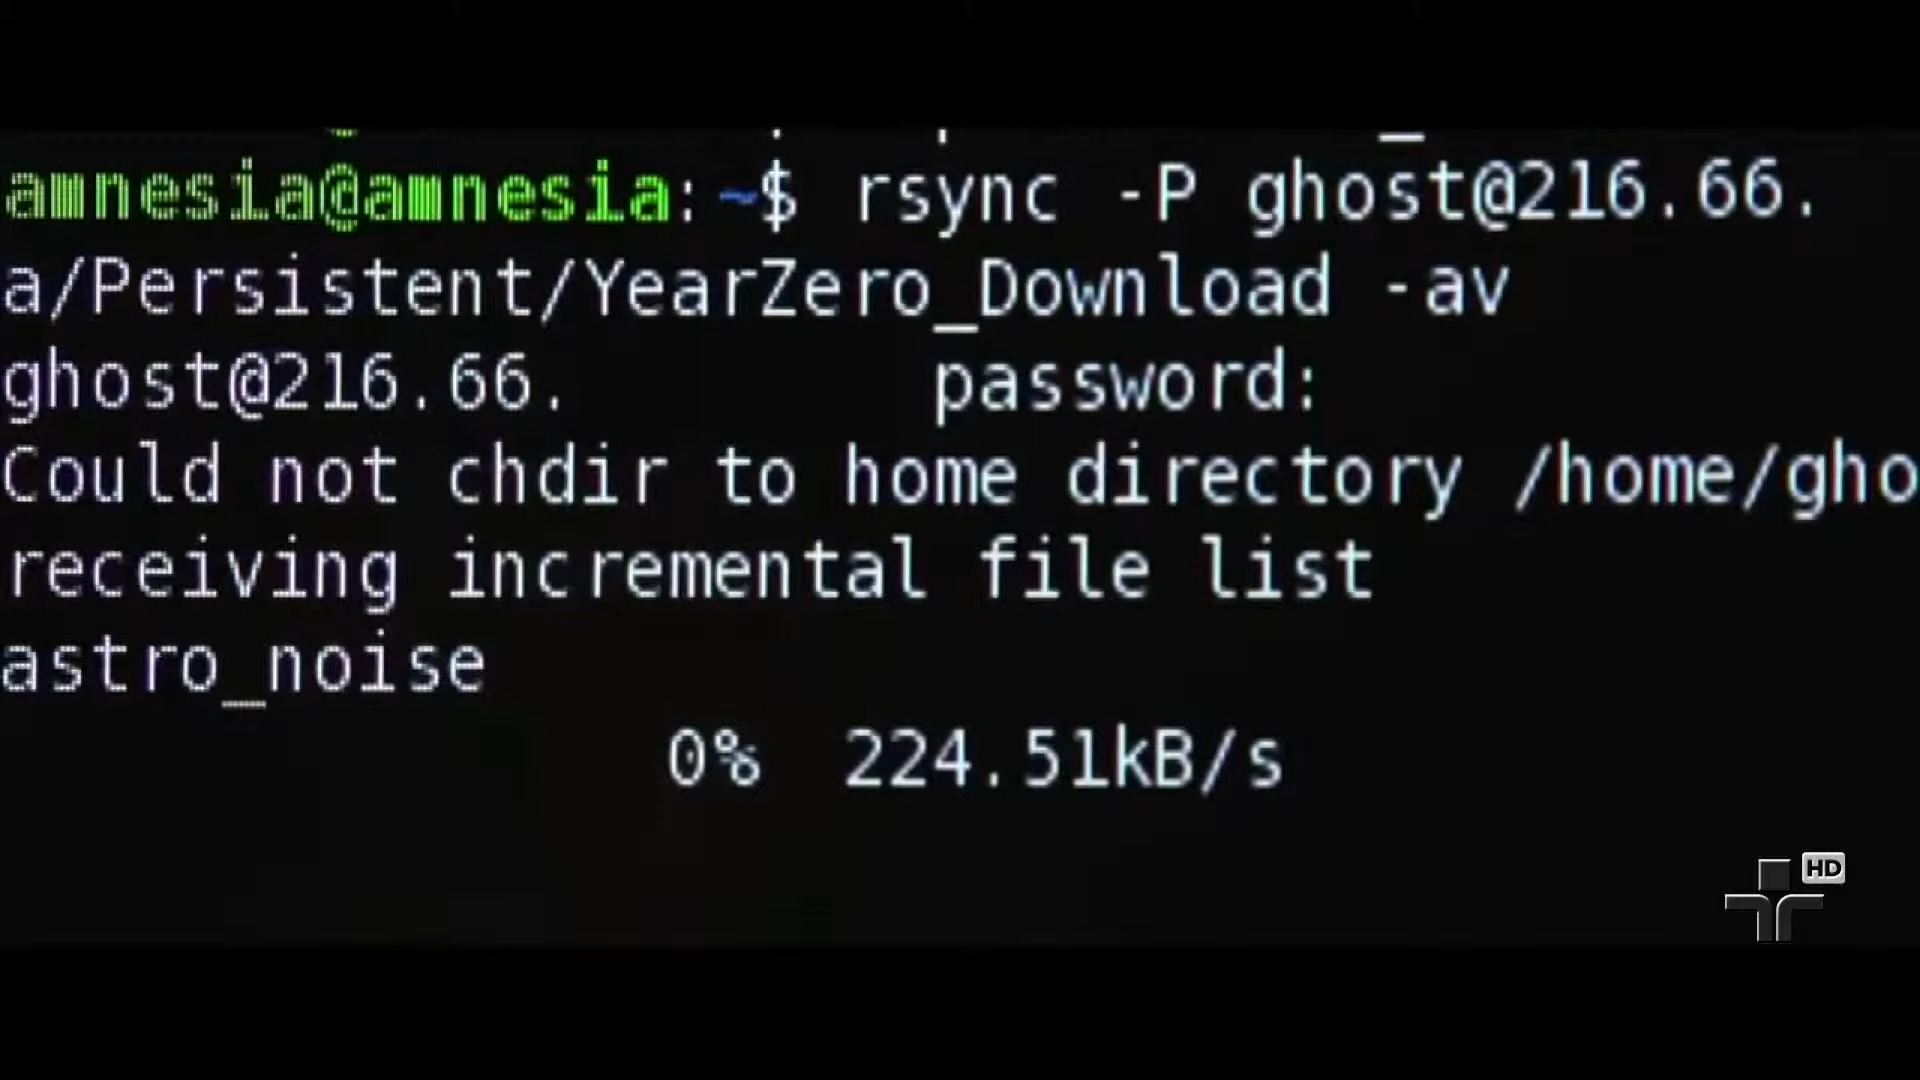 amnesia@amnesia:~$ rsync -P ghost@216.66.
a/Persistent/YearZero_Download -av
ghost@216.66. password:
Could not chdir to home directory /home/gho
receiving incremental file list
astro_noise
0% 224.51kB/s
HD